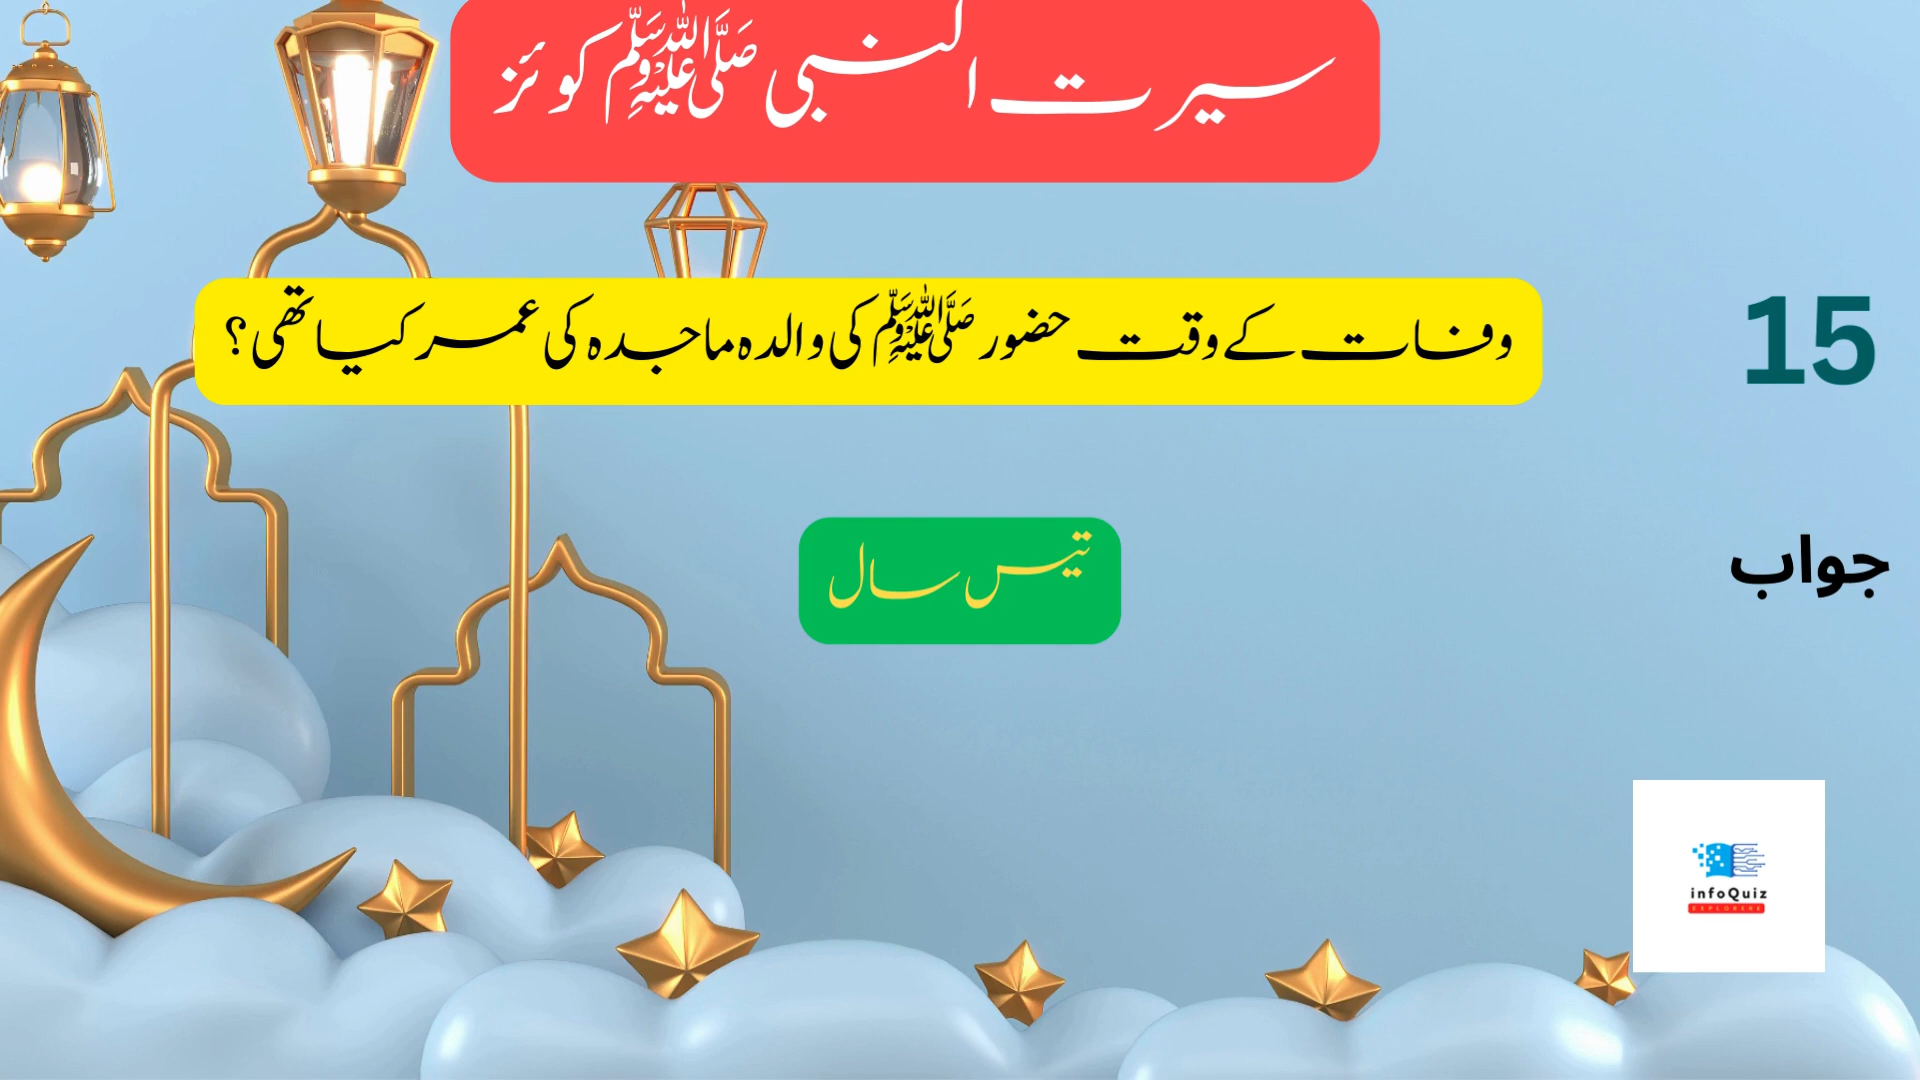 سیرت النبی ﷺ کوئز
15
وفات کے وقت حضور ﷺ کی والدہ ماجدہ کی عمر کیا تھی؟
جواب
تیس سال
infoQuiz
EXPLORERS